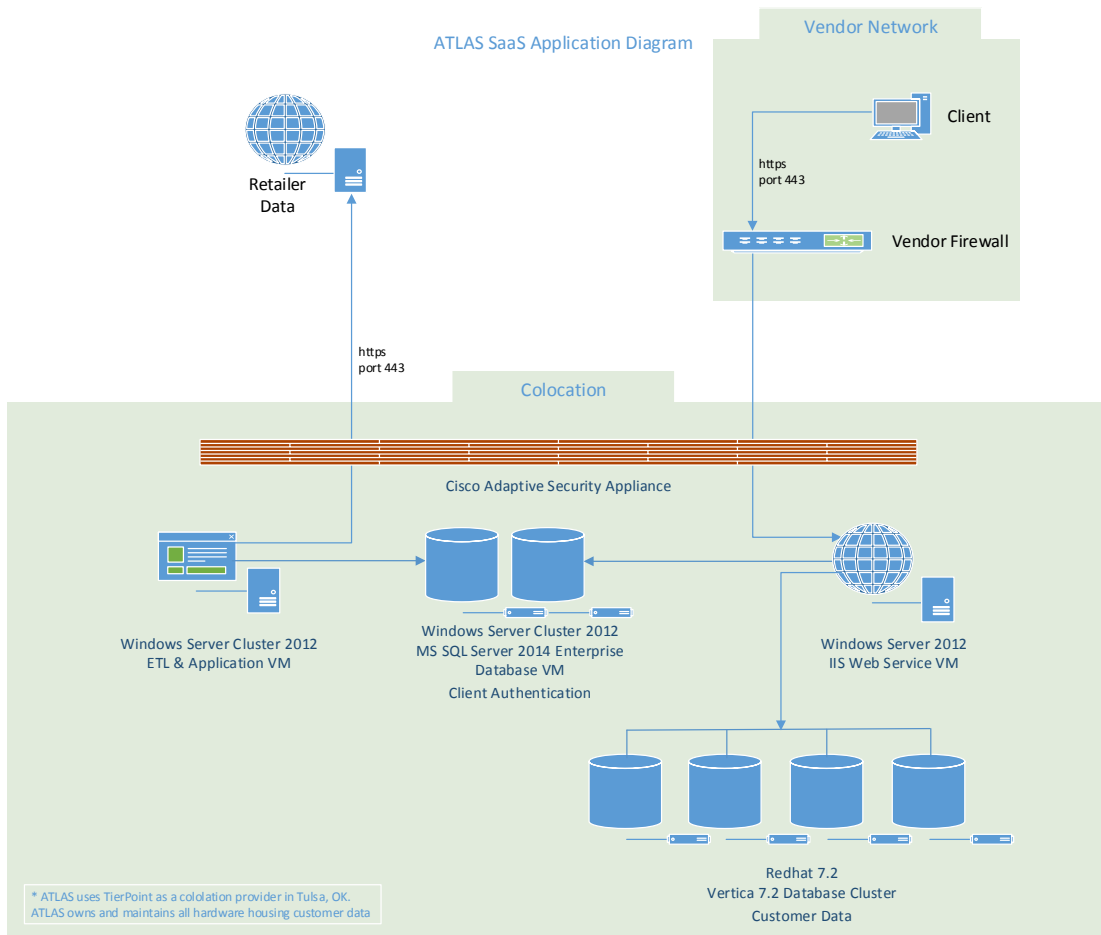 Vendor Network
ATLAS SaaS Application Diagram
Client
https
port 443
Retailer
Data
Vendor Firewall
https
port 443
Colocation
Cisco Adaptive Security Appliance
Windows Server Cluster 2012
ETL & Application VM
Windows Server Cluster 2012
MS SQL Server 2014 Enterprise
Database VM
Client Authentication
Windows Server 2012
IIS Web Service VM
Redhat 7.2
Vertica 7.2 Database Cluster
Customer Data
* ATLAS uses TierPoint as a cololation provider in Tulsa, OK.
ATLAS owns and maintains all hardware housing customer data